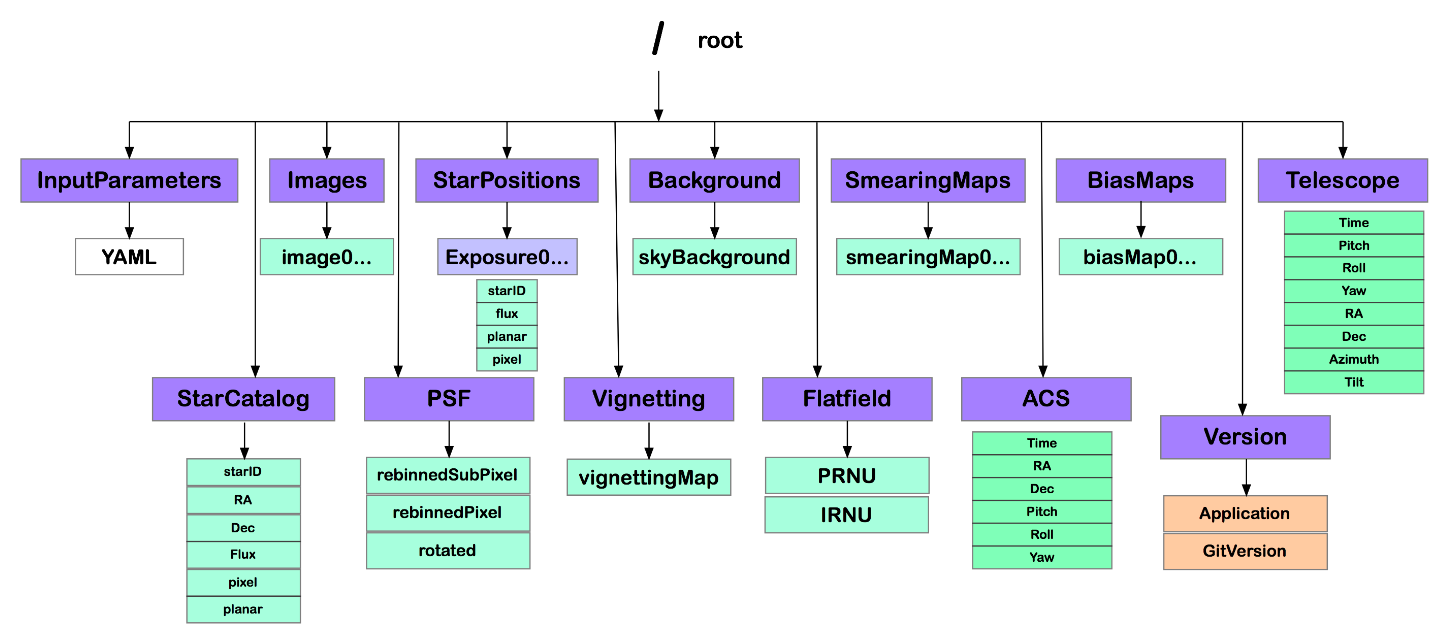 / root
InputParameters
Images
StarPositions
Background
SmearingMaps
BiasMaps
Telescope
YAML
image0...
Exposure0...
skyBackground
smearingMap0...
biasMap0...
starID
flux
planar
pixel
Time
Pitch
Roll
Yaw
RA
Dec
Azimuth
Tilt
StarCatalog
PSF
Vignetting
Flatfield
ACS
Version
starID
RA
Dec
Flux
pixel
planar
rebinnedSubPixel
rebinnedPixel
rotated
vignettingMap
PRNU
IRNU
Time
RA
Dec
Pitch
Roll
Yaw
Application
GitVersion